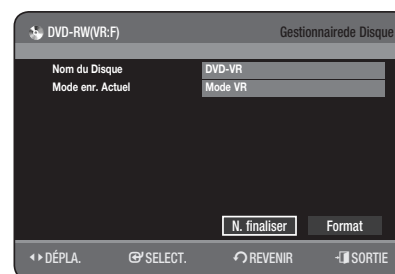 DVD-RW(VR:F) Gestionnairede Disque
Nom du Disque DVD-VR
Mode enr. Actuel Mode VR
N. finaliser Format
DÉPLA. SELECT. REVENIR SORTIE